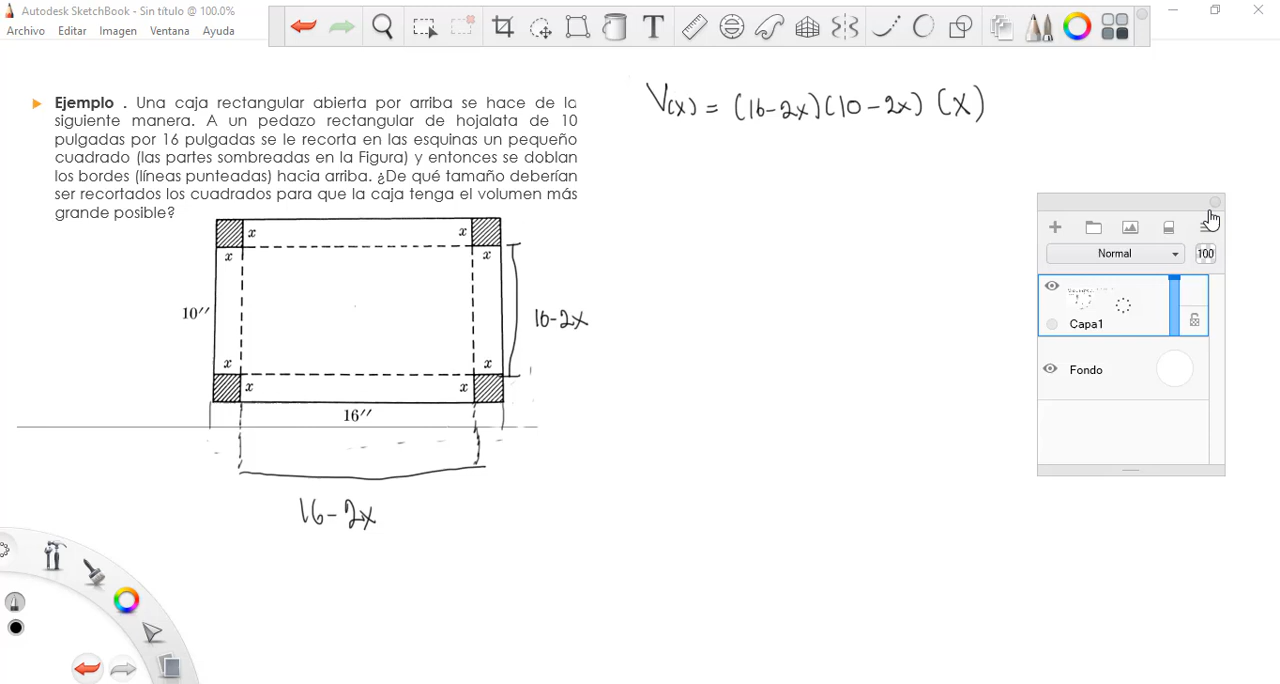 Autodesk SketchBook - Sin título @ 100.0%
Archivo Editar Imagen Ventana Ayuda
T
Ejemplo . Una caja rectangular abierta por arriba se hace de la
siguiente manera. A un pedazo rectangular de hojalata de 10
pulgadas por 16 pulgadas se le recorta en las esquinas un pequeño
cuadrado (las partes sombreadas en la Figura) y entonces se doblan
los bordes (líneas punteadas) hacia arriba. ¿De qué tamaño deberían
ser recortados los cuadrados para que la caja tenga el volumen más
grande posible?
V(x) = (16-2x)(10-2x) (x)
x x
x x
10′′ 10-2x
x x
x x
16′′
16-2x
Normal 100
Capa1
Fondo